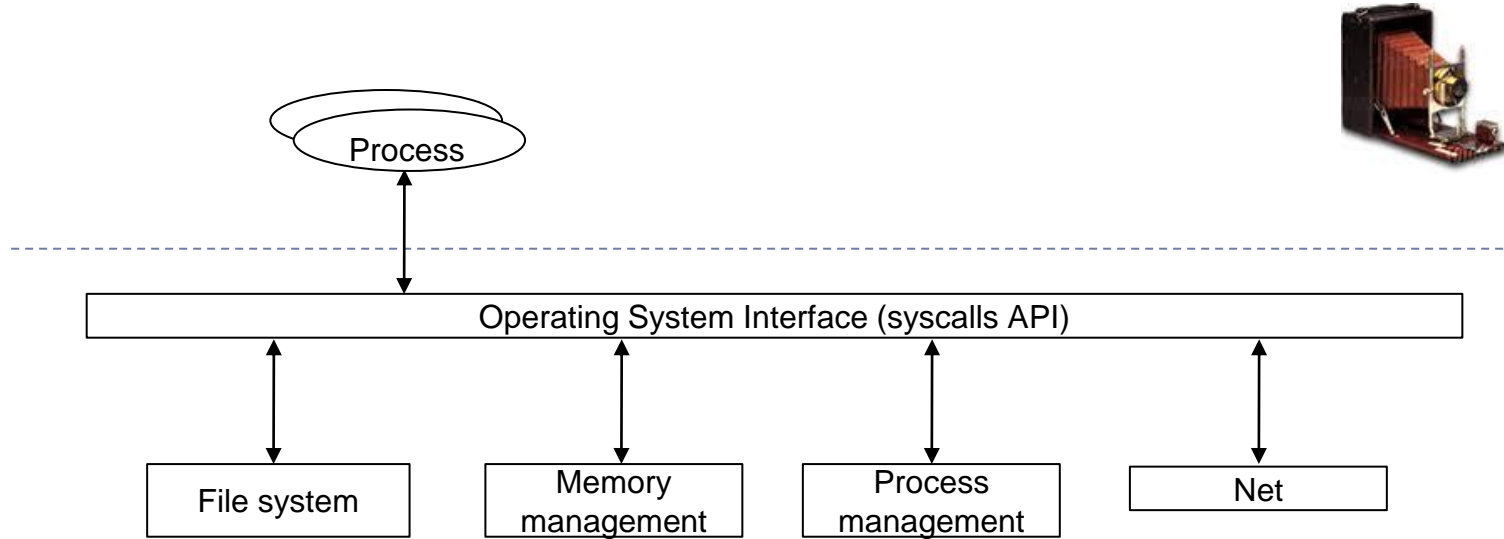 Process
Operating System Interface (syscalls API)
File system
Memory
management
Process
management
Net